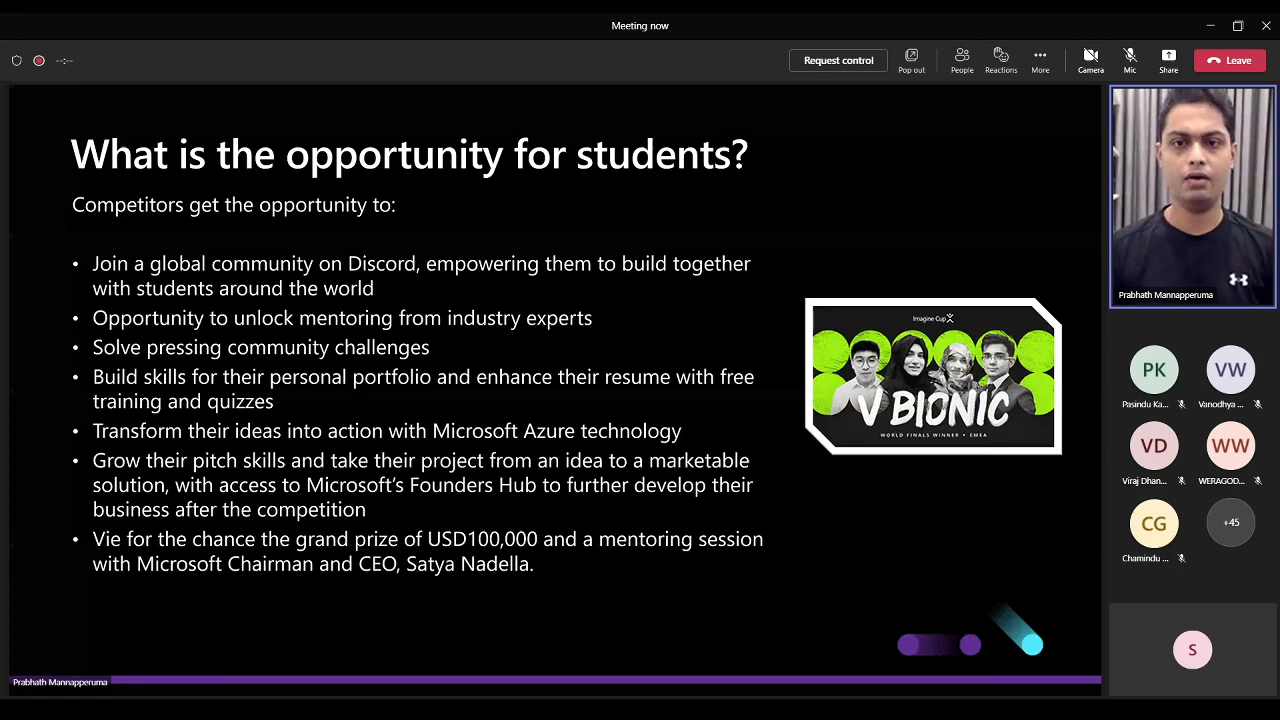 Meeting now
--:--
Request control
Pop out
People
Reactions
More
Camera
Mic
Share
Leave
What is the opportunity for students?
Competitors get the opportunity to:
• Join a global community on Discord, empowering them to build together
with students around the world
• Opportunity to unlock mentoring from industry experts
• Solve pressing community challenges
• Build skills for their personal portfolio and enhance their resume with free
training and quizzes
• Transform their ideas into action with Microsoft Azure technology
• Grow their pitch skills and take their project from an idea to a marketable
solution, with access to Microsoft's Founders Hub to further develop their
business after the competition
• Vie for the chance the grand prize of USD100,000 and a mentoring session
with Microsoft Chairman and CEO, Satya Nadella.
Imagine Cup
V BIONIC
WORLD FINALS WINNER • EMEA
Prabhath Mannapperuma
Prabhath Mannapperuma
PK
Pasindu Ka...
VW
Vanodhya ...
VD
Viraj Dhan...
WW
WERAGOD...
CG
Chamindu ...
+45
S